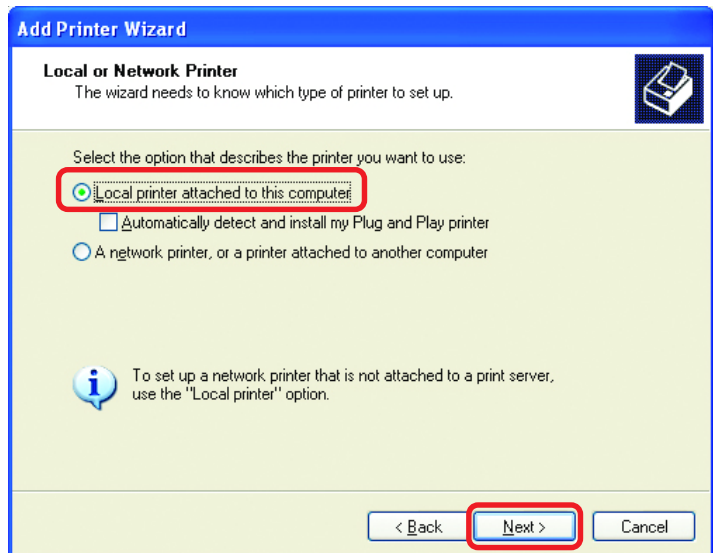 Add Printer Wizard
Local or Network Printer
The wizard needs to know which type of printer to set up.
Select the option that describes the printer you want to use:
Local printer attached to this computer
Automatically detect and install my Plug and Play printer
A network printer, or a printer attached to another computer
To set up a network printer that is not attached to a print server,
use the "Local printer" option.
< Back
Next >
Cancel